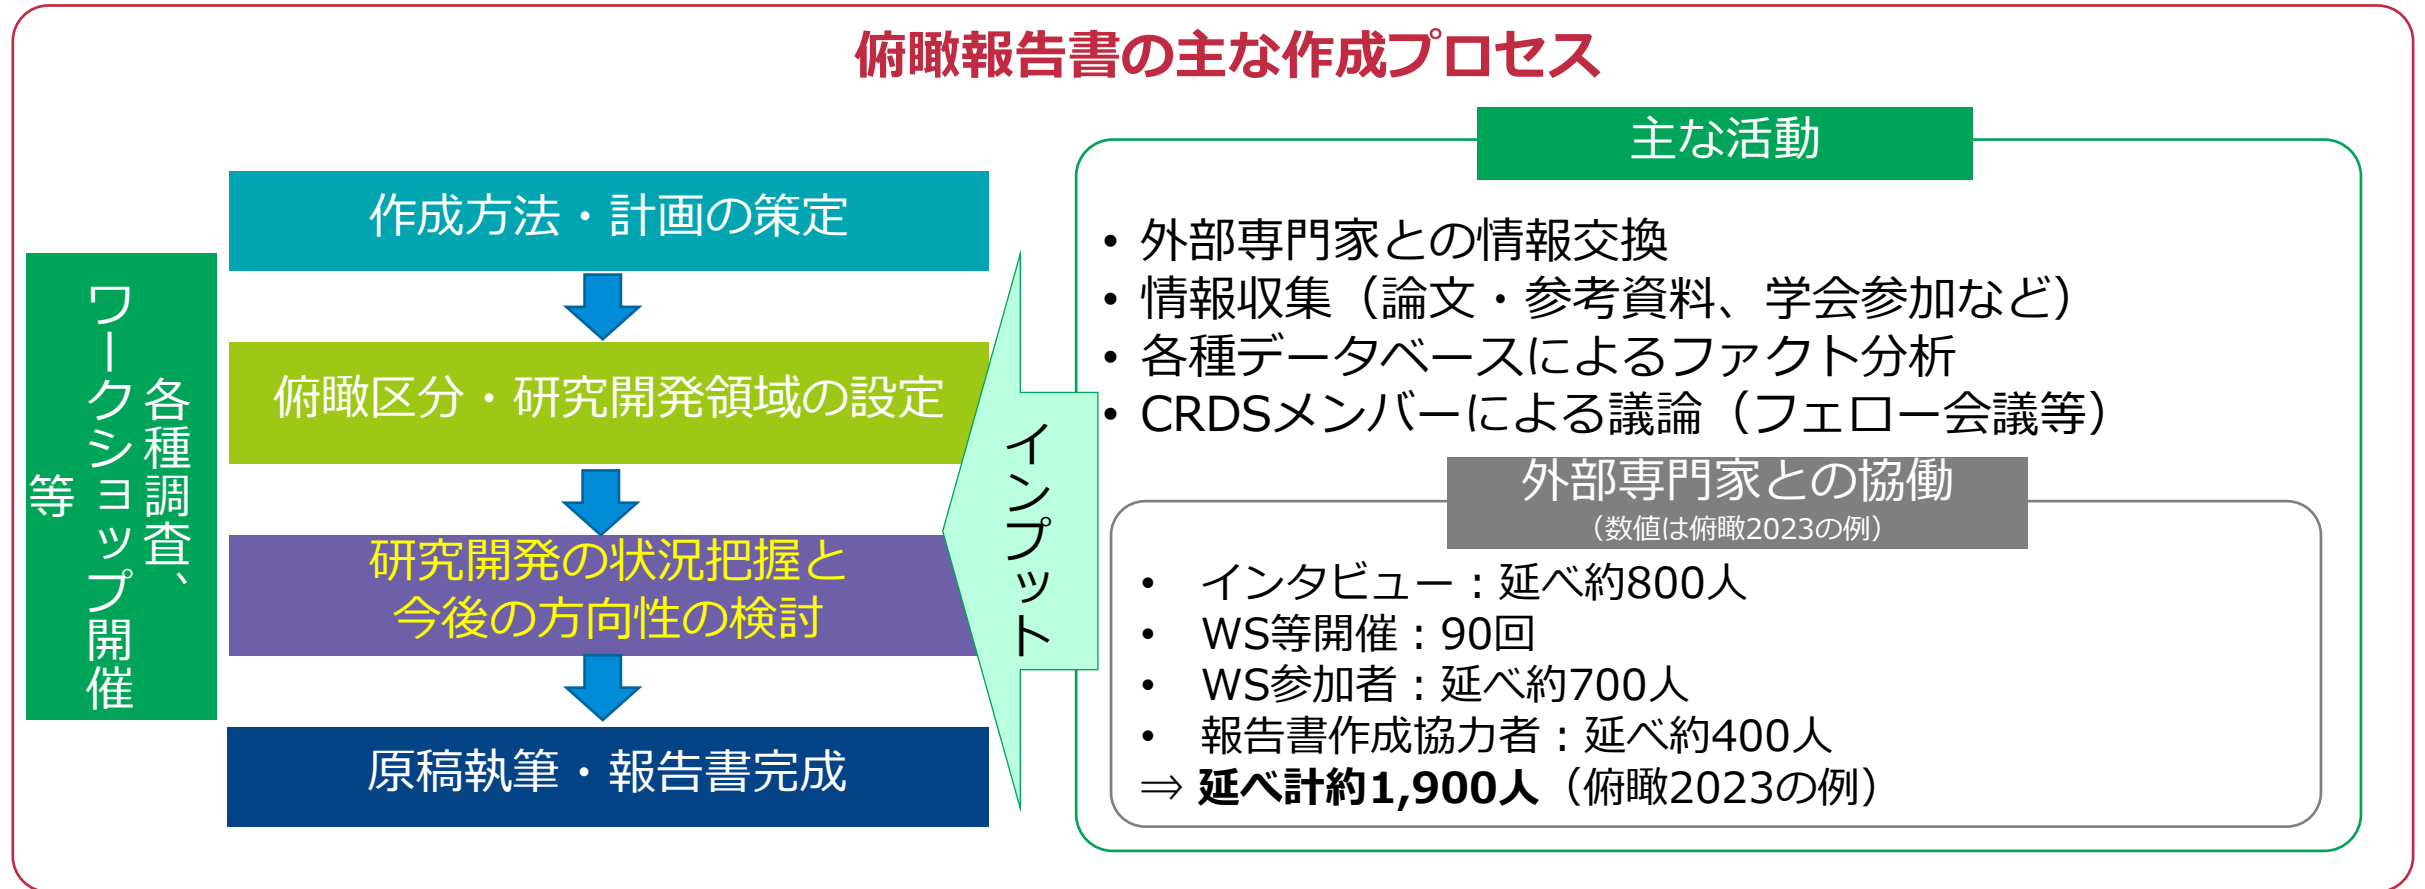 俯瞰報告書の主な作成プロセス
各種調査、
ワークショップ開催
等
作成方法・計画の策定
俯瞰区分・研究開発領域の設定
研究開発の状況把握と
今後の方向性の検討
原稿執筆・報告書完成
インプット
主な活動
• 外部専門家との情報交換
• 情報収集（論文・参考資料、学会参加など）
• 各種データベースによるファクト分析
• CRDSメンバーによる議論（フェロー会議等）
外部専門家との協働
（数値は俯瞰2023の例）
• インタビュー：延べ約800人
• WS等開催：90回
• WS参加者：延べ約700人
• 報告書作成協力者：延べ約400人
⇒ 延べ計約1,900人（俯瞰2023の例）